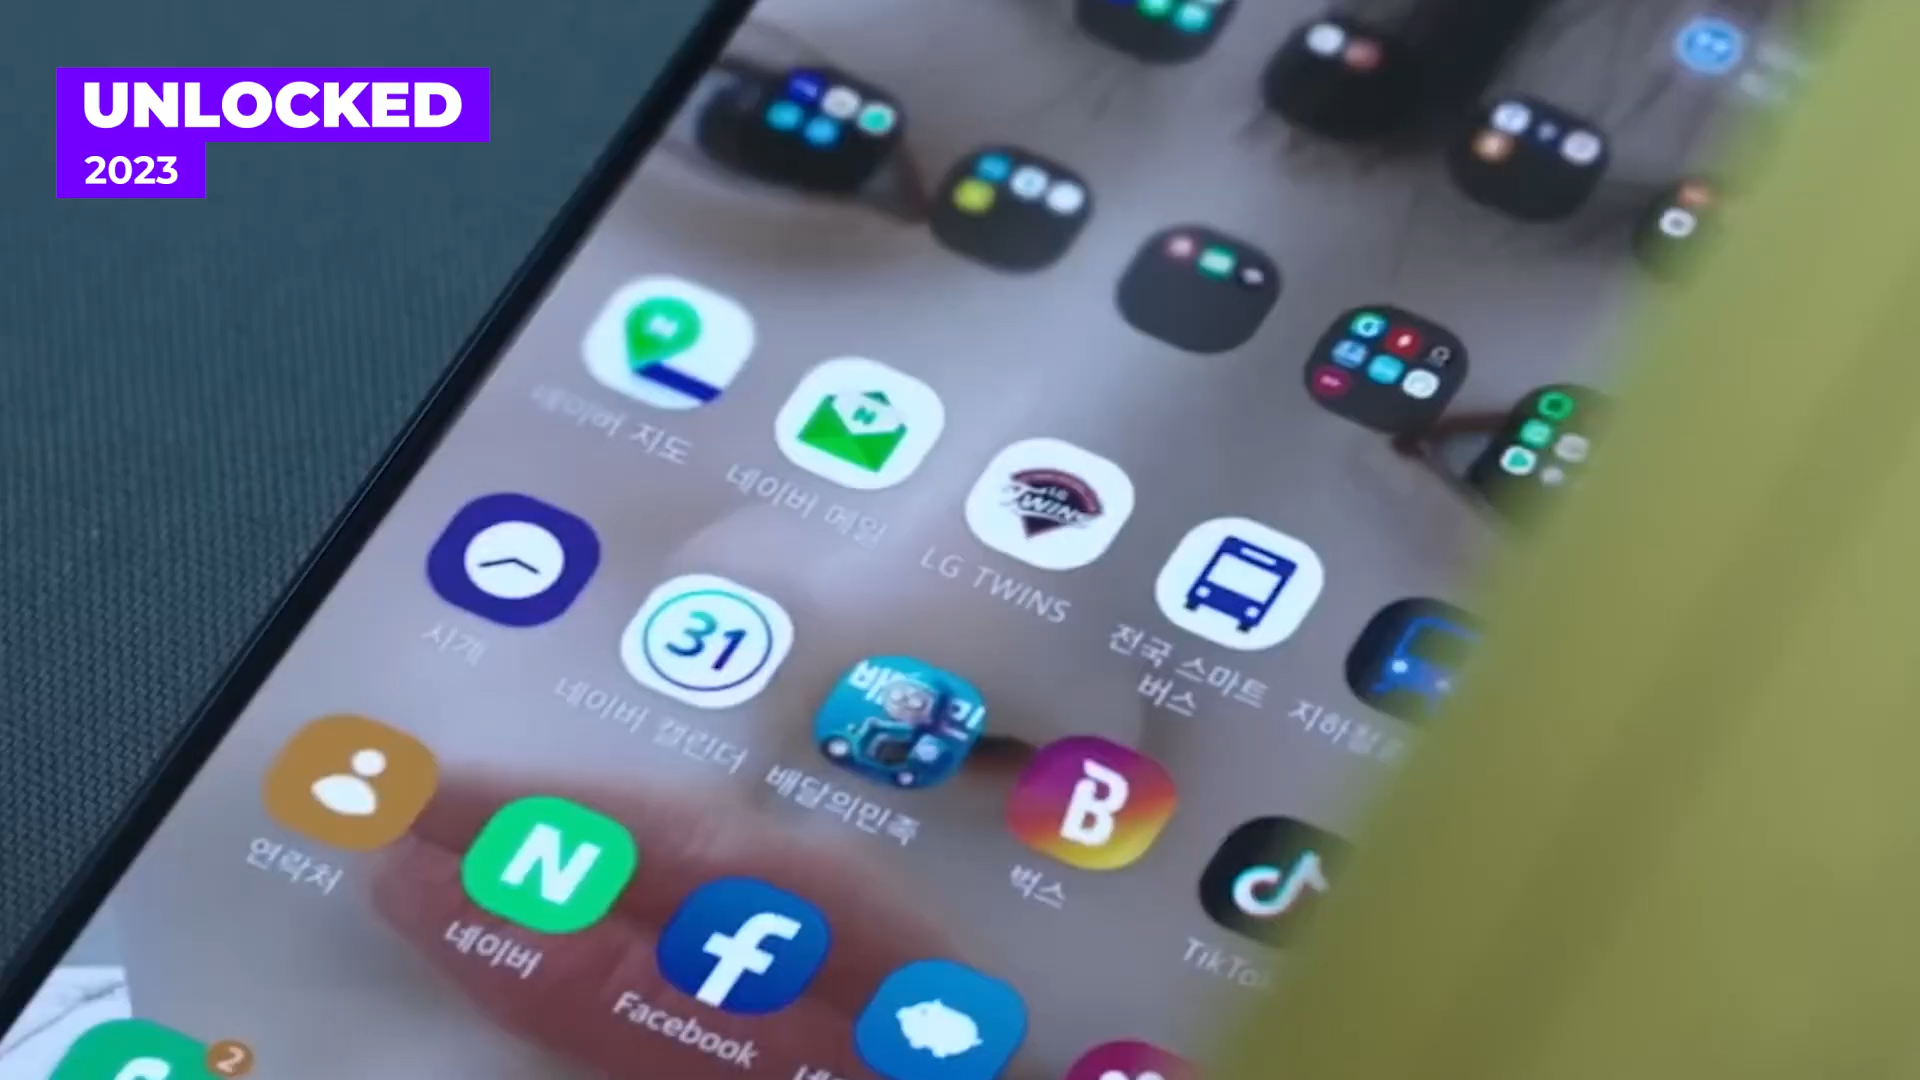 UNLOCKED
2023
네이버 지도
네이버 메일
LG TWINS
LG TWINS
전국 스마트
버스
시계
31
네이버 캘린더
배달의민족
B
벅스
TikTo
연락처
N
네이버
f
Facebook
2